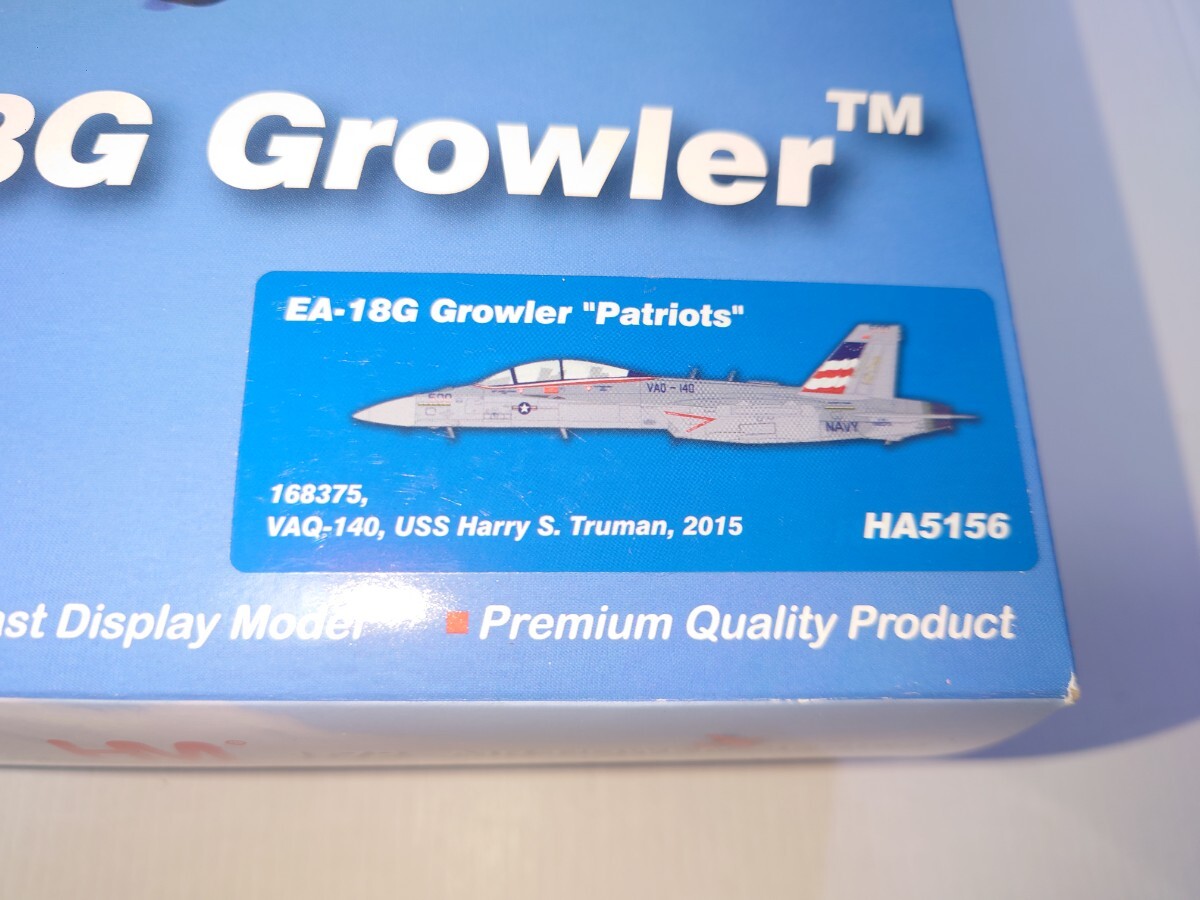 8G Growler™
EA-18G Growler "Patriots"
VAQ-140
NAVY
168375,
VAQ-140, USS Harry S. Truman, 2015
HA5156
ast Display Model ▪ Premium Quality Product